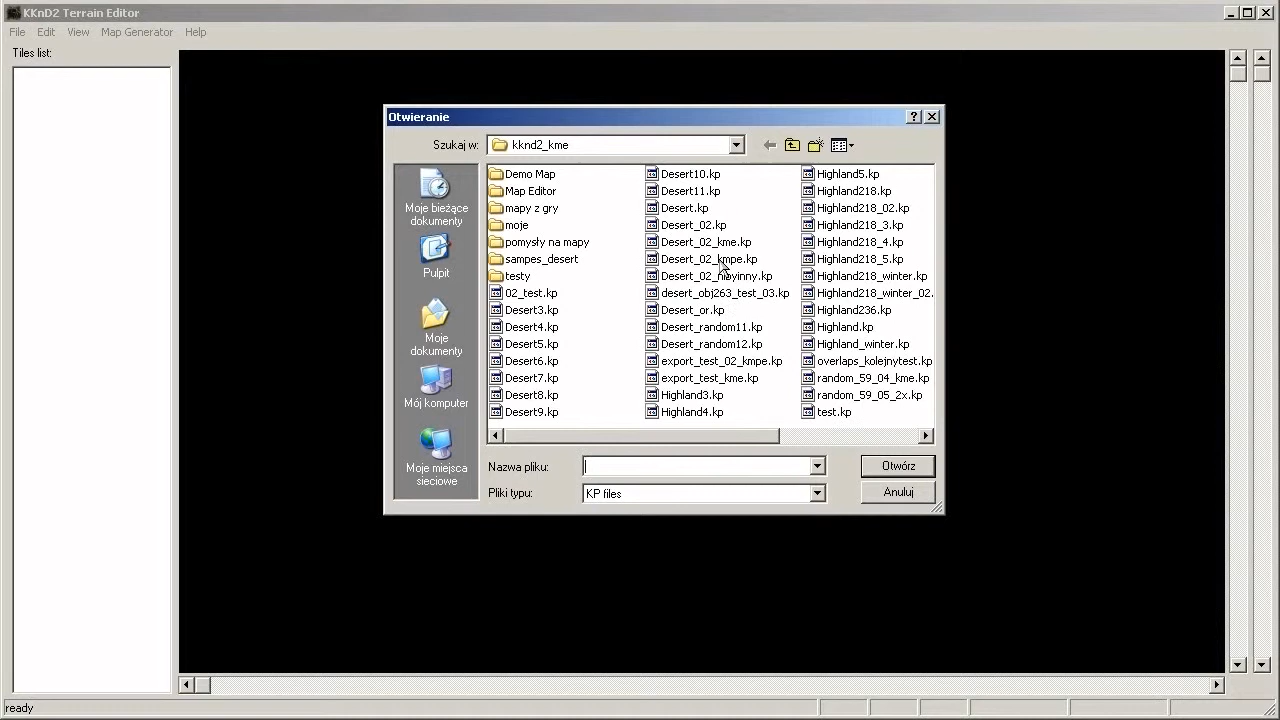 KKnD2 Terrain Editor
File Edit View Map Generator Help
Tiles list:
Otwieranie
Szukaj w: kknd2_kme
Moje bieżące
dokumenty
Pulpit
Moje
dokumenty
Mój komputer
Moje miejsca
sieciowe
Demo Map
Map Editor
mapy z gry
moje
pomysły na mapy
sampes_desert
testy
02_test.kp
Desert3.kp
Desert4.kp
Desert5.kp
Desert6.kp
Desert7.kp
Desert8.kp
Desert9.kp
Desert10.kp
Desert11.kp
Desert.kp
Desert_02.kp
Desert_02_kme.kp
Desert_02_kmpe.kp
desert_obj263_test_03.kp
Desert_or.kp
Desert_random11.kp
Desert_random12.kp
export_test_02_kmpe.kp
export_test_kme.kp
Highland3.kp
Highland4.kp
Highland5.kp
Highland218.kp
Highland218_02.kp
Highland218_3.kp
Highland218_4.kp
Highland218_5.kp
Highland218_winter.kp
Highland218_winter_02.
Highland236.kp
Highland.kp
Highland_winter.kp
overlaps_kolejnytest.kp
random_59_04_kme.kp
random_59_05_2x.kp
test.kp
Nazwa pliku:
Otwórz
Pliki typu: KP files
Anuluj
ready